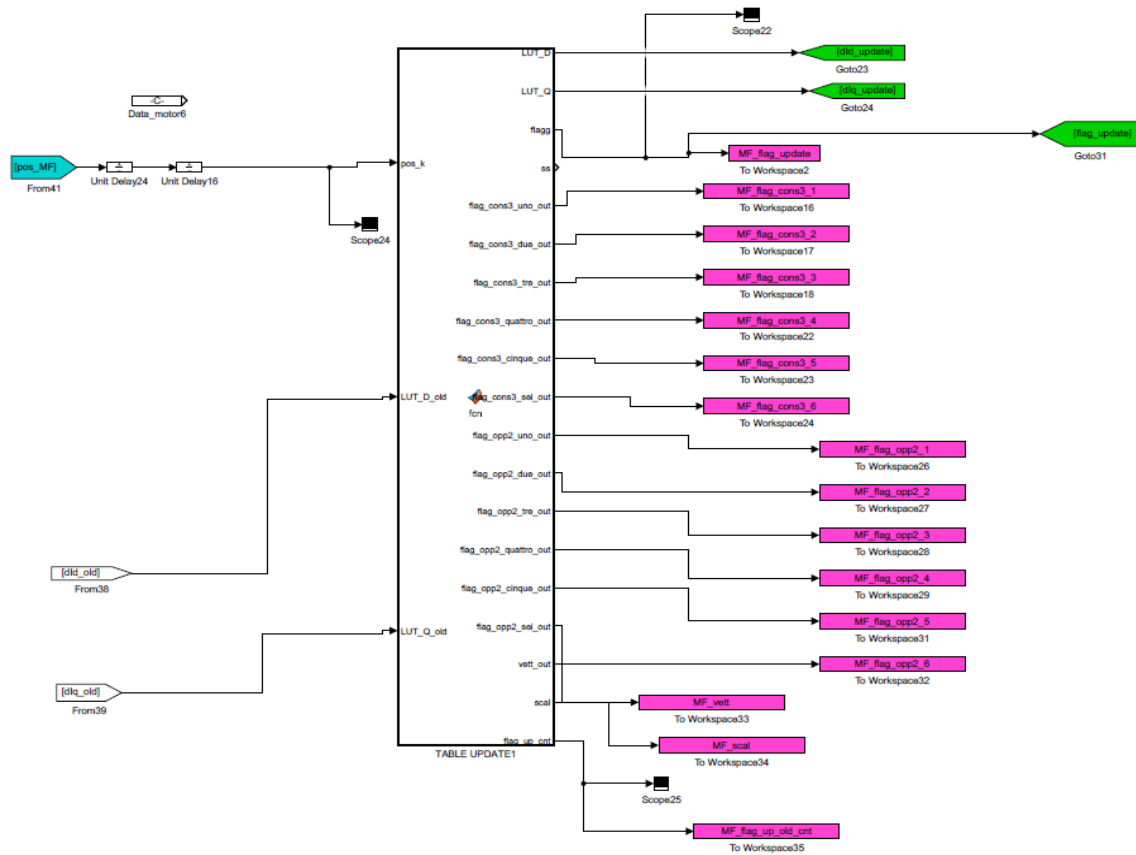 Scope22
LUT_D
[dld_update]
Goto23
LUT_Q
[dlq_update]
Goto24
-C-
Data_motor6
flagg
[flag_update]
Goto31
MF_flag_update
To Workspace2
[pos_MF]
From41
Unit Delay24
Unit Delay16
pos_k
ss
Scope24
flag_cons3_uno_out
MF_flag_cons3_1
To Workspace16
flag_cons3_due_out
MF_flag_cons3_2
To Workspace17
flag_cons3_tre_out
MF_flag_cons3_3
To Workspace18
flag_cons3_quattro_out
MF_flag_cons3_4
To Workspace22
flag_cons3_cinque_out
MF_flag_cons3_5
To Workspace23
LUT_D_old
fcn
flag_cons3_sei_out
MF_flag_cons3_6
To Workspace24
flag_opp2_uno_out
MF_flag_opp2_1
To Workspace26
flag_opp2_due_out
MF_flag_opp2_2
To Workspace27
flag_opp2_tre_out
MF_flag_opp2_3
To Workspace28
flag_opp2_quattro_out
MF_flag_opp2_4
To Workspace29
[dld_old]
From38
flag_opp2_cinque_out
MF_flag_opp2_5
To Workspace31
LUT_Q_old
flag_opp2_sei_out
vett_out
MF_flag_opp2_6
To Workspace32
[dlq_old]
From39
scal
MF_vett
To Workspace33
flag_up_cnt
MF_scal
To Workspace34
TABLE UPDATE1
Scope25
MF_flag_up_old_cnt
To Workspace35